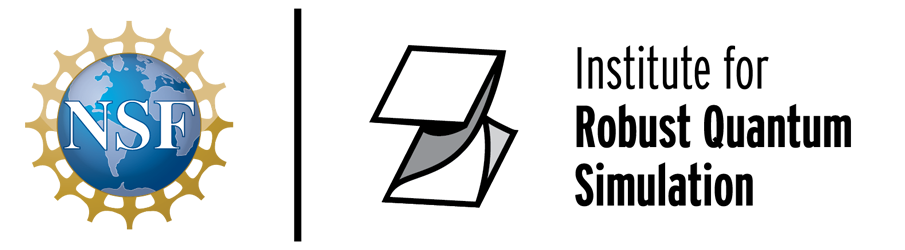 NSF
Institute for
Robust Quantum
Simulation